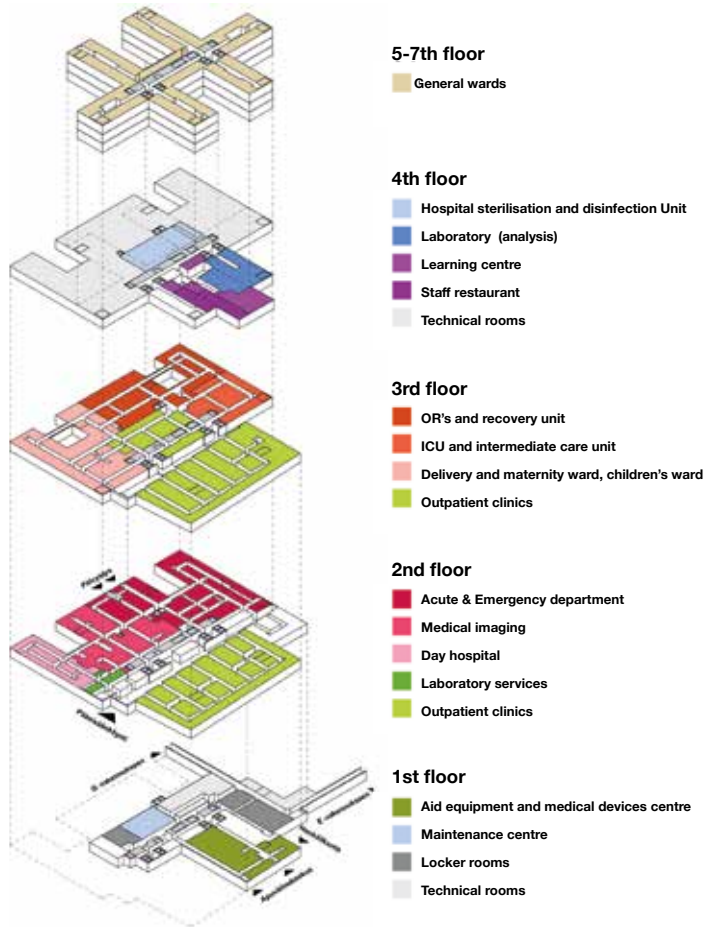 5-7th floor
General wards
4th floor
Hospital sterilisation and disinfection Unit
Laboratory (analysis)
Learning centre
Staff restaurant
Technical rooms
3rd floor
OR's and recovery unit
ICU and intermediate care unit
Delivery and maternity ward, children's ward
Outpatient clinics
2nd floor
Acute & Emergency department
Medical imaging
Day hospital
Laboratory services
Outpatient clinics
1st floor
Aid equipment and medical devices centre
Maintenance centre
Locker rooms
Technical rooms